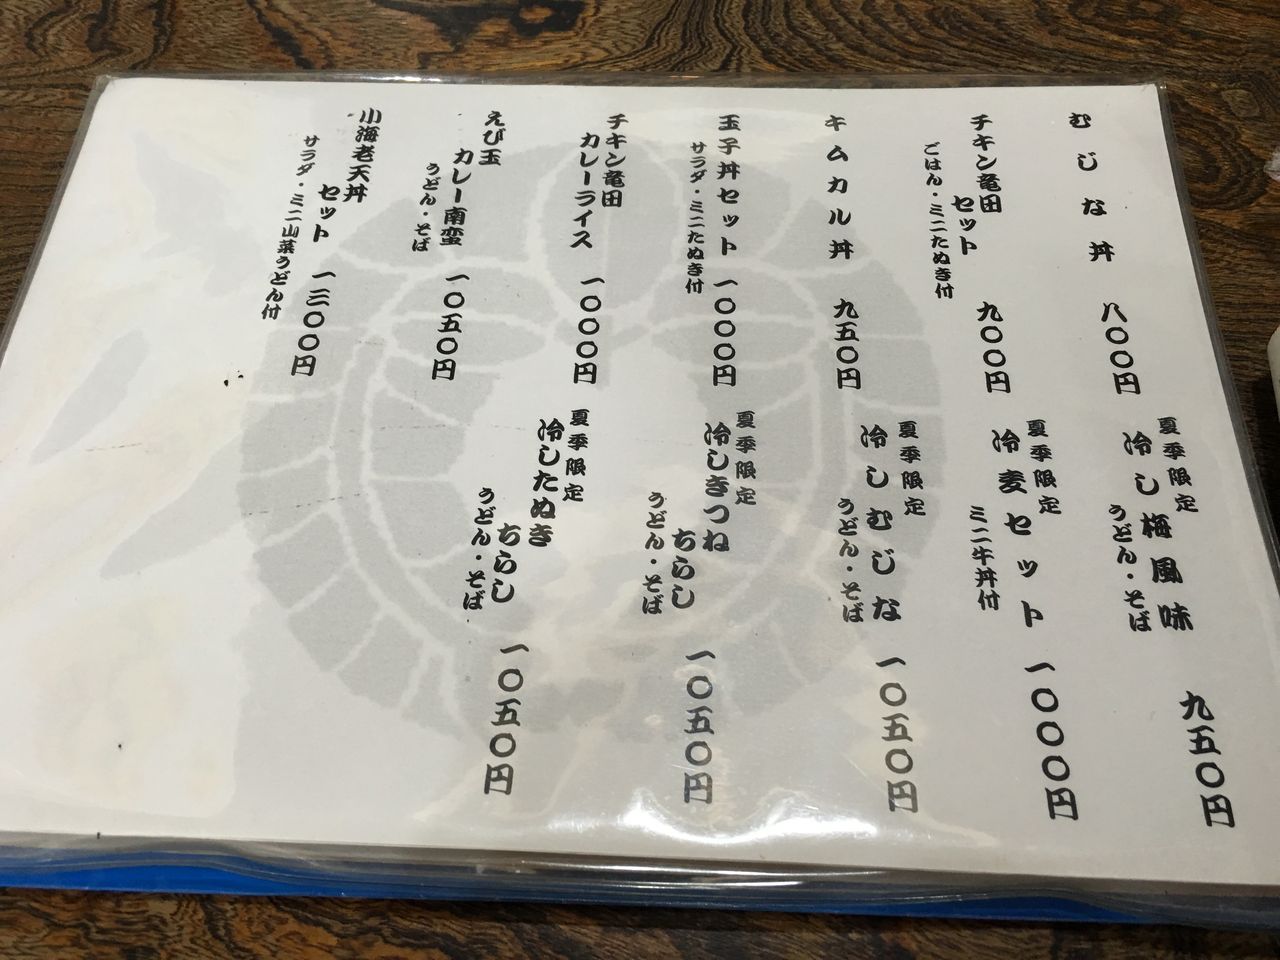 むじな丼 八〇〇円
チキン竜田
セット 九〇〇円
ごはん・ミニたぬき付
キムカル丼 九五〇円
玉子丼セット 一〇〇〇円
サラダ・ミニたぬき付
チキン竜田
カレーライス 一〇〇〇円
えび玉
カレー南蛮 一〇五〇円
うどん・そば
小海老天丼
セット 一三〇〇円
サラダ・ミニ山菜うどん付
夏季限定
冷し梅風味 九五〇円
うどん・そば
夏季限定
冷麦セット 一〇〇〇円
ミニ牛丼付
夏季限定
冷しむじな 一〇五〇円
うどん・そば
夏季限定
冷しきつね
ちらし 一〇五〇円
うどん・そば
夏季限定
冷したぬき
ちらし 一〇五〇円
うどん・そば